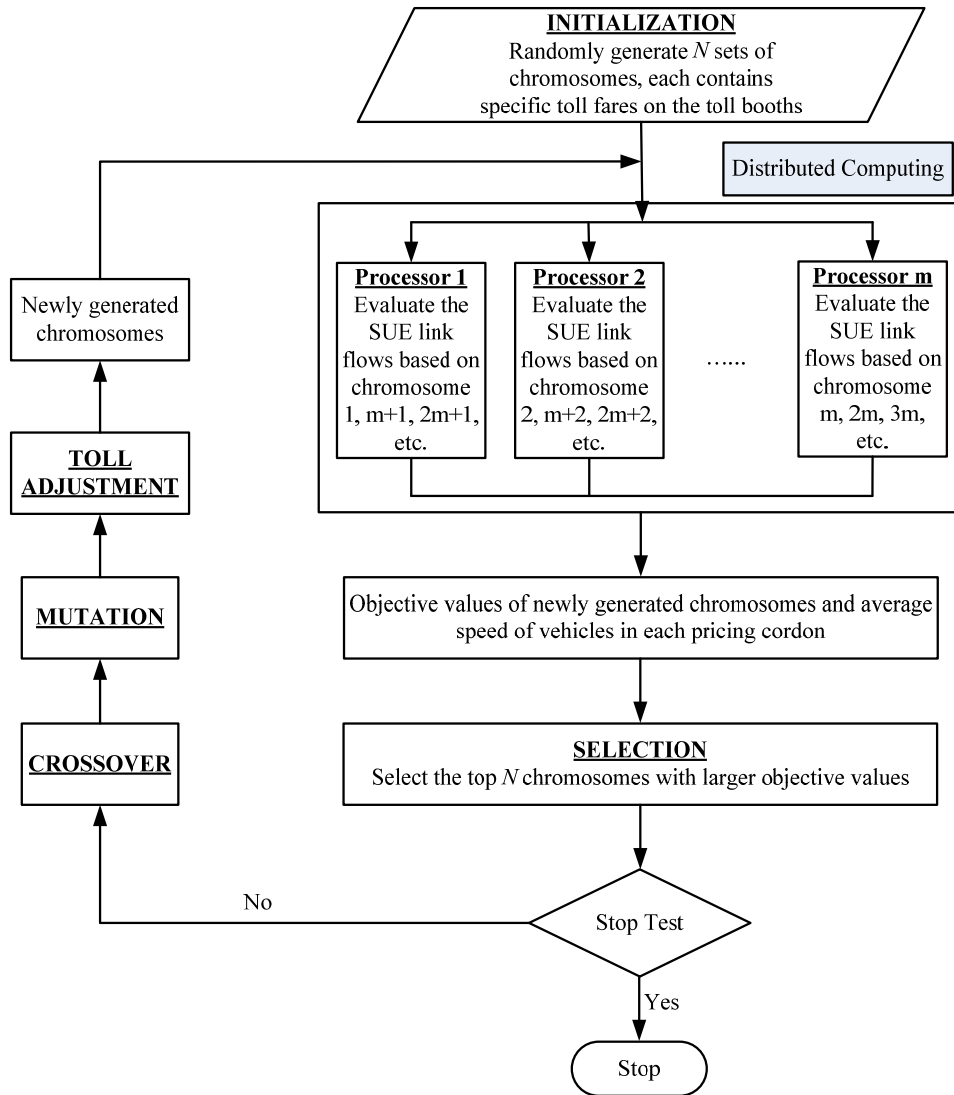 INITIALIZATION
Randomly generate N sets of
chromosomes, each contains
specific toll fares on the toll booths
Distributed Computing
Processor 1
Evaluate the
SUE link
flows based on
chromosome
1, m+1, 2m+1,
etc.
Processor 2
Evaluate the
SUE link
flows based on
chromosome
2, m+2, 2m+2,
etc.
......
Processor m
Evaluate the
SUE link
flows based on
chromosome
m, 2m, 3m,
etc.
Objective values of newly generated chromosomes and average
speed of vehicles in each pricing cordon
SELECTION
Select the top N chromosomes with larger objective values
Stop Test
No
Yes
Stop
CROSSOVER
MUTATION
TOLL
ADJUSTMENT
Newly generated
chromosomes